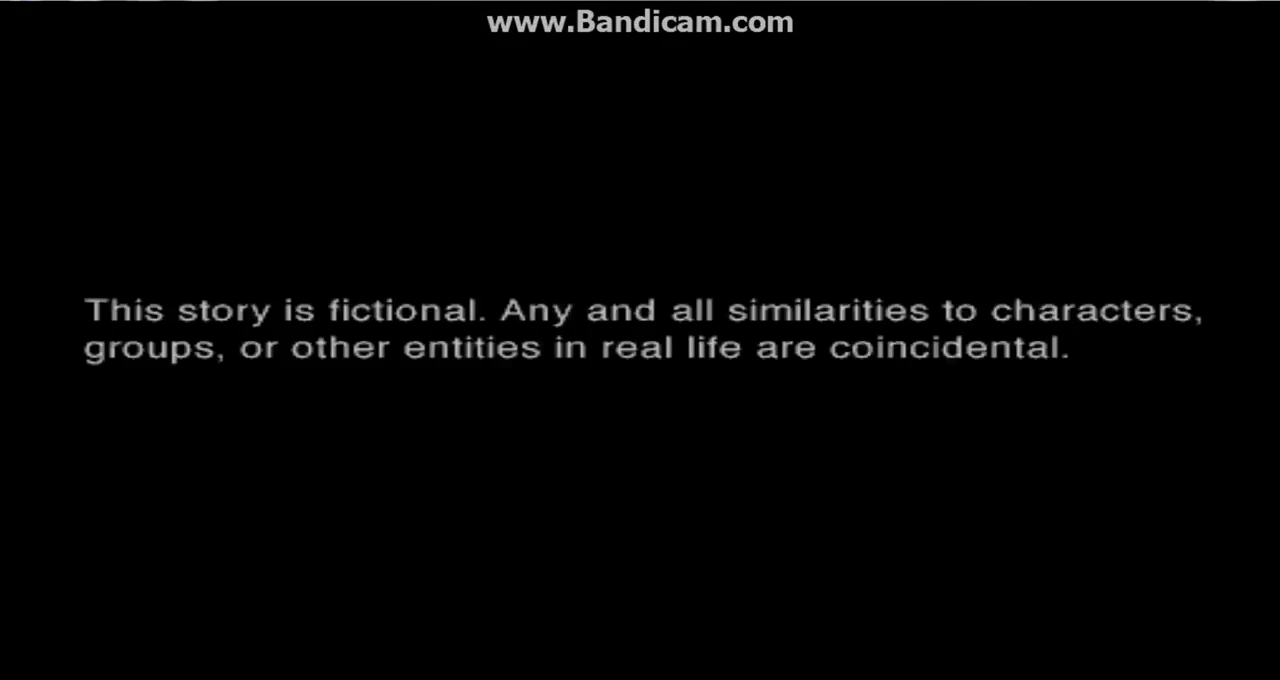 www.Bandicam.com
This story is fictional. Any and all similarities to characters,
groups, or other entities in real life are coincidental.